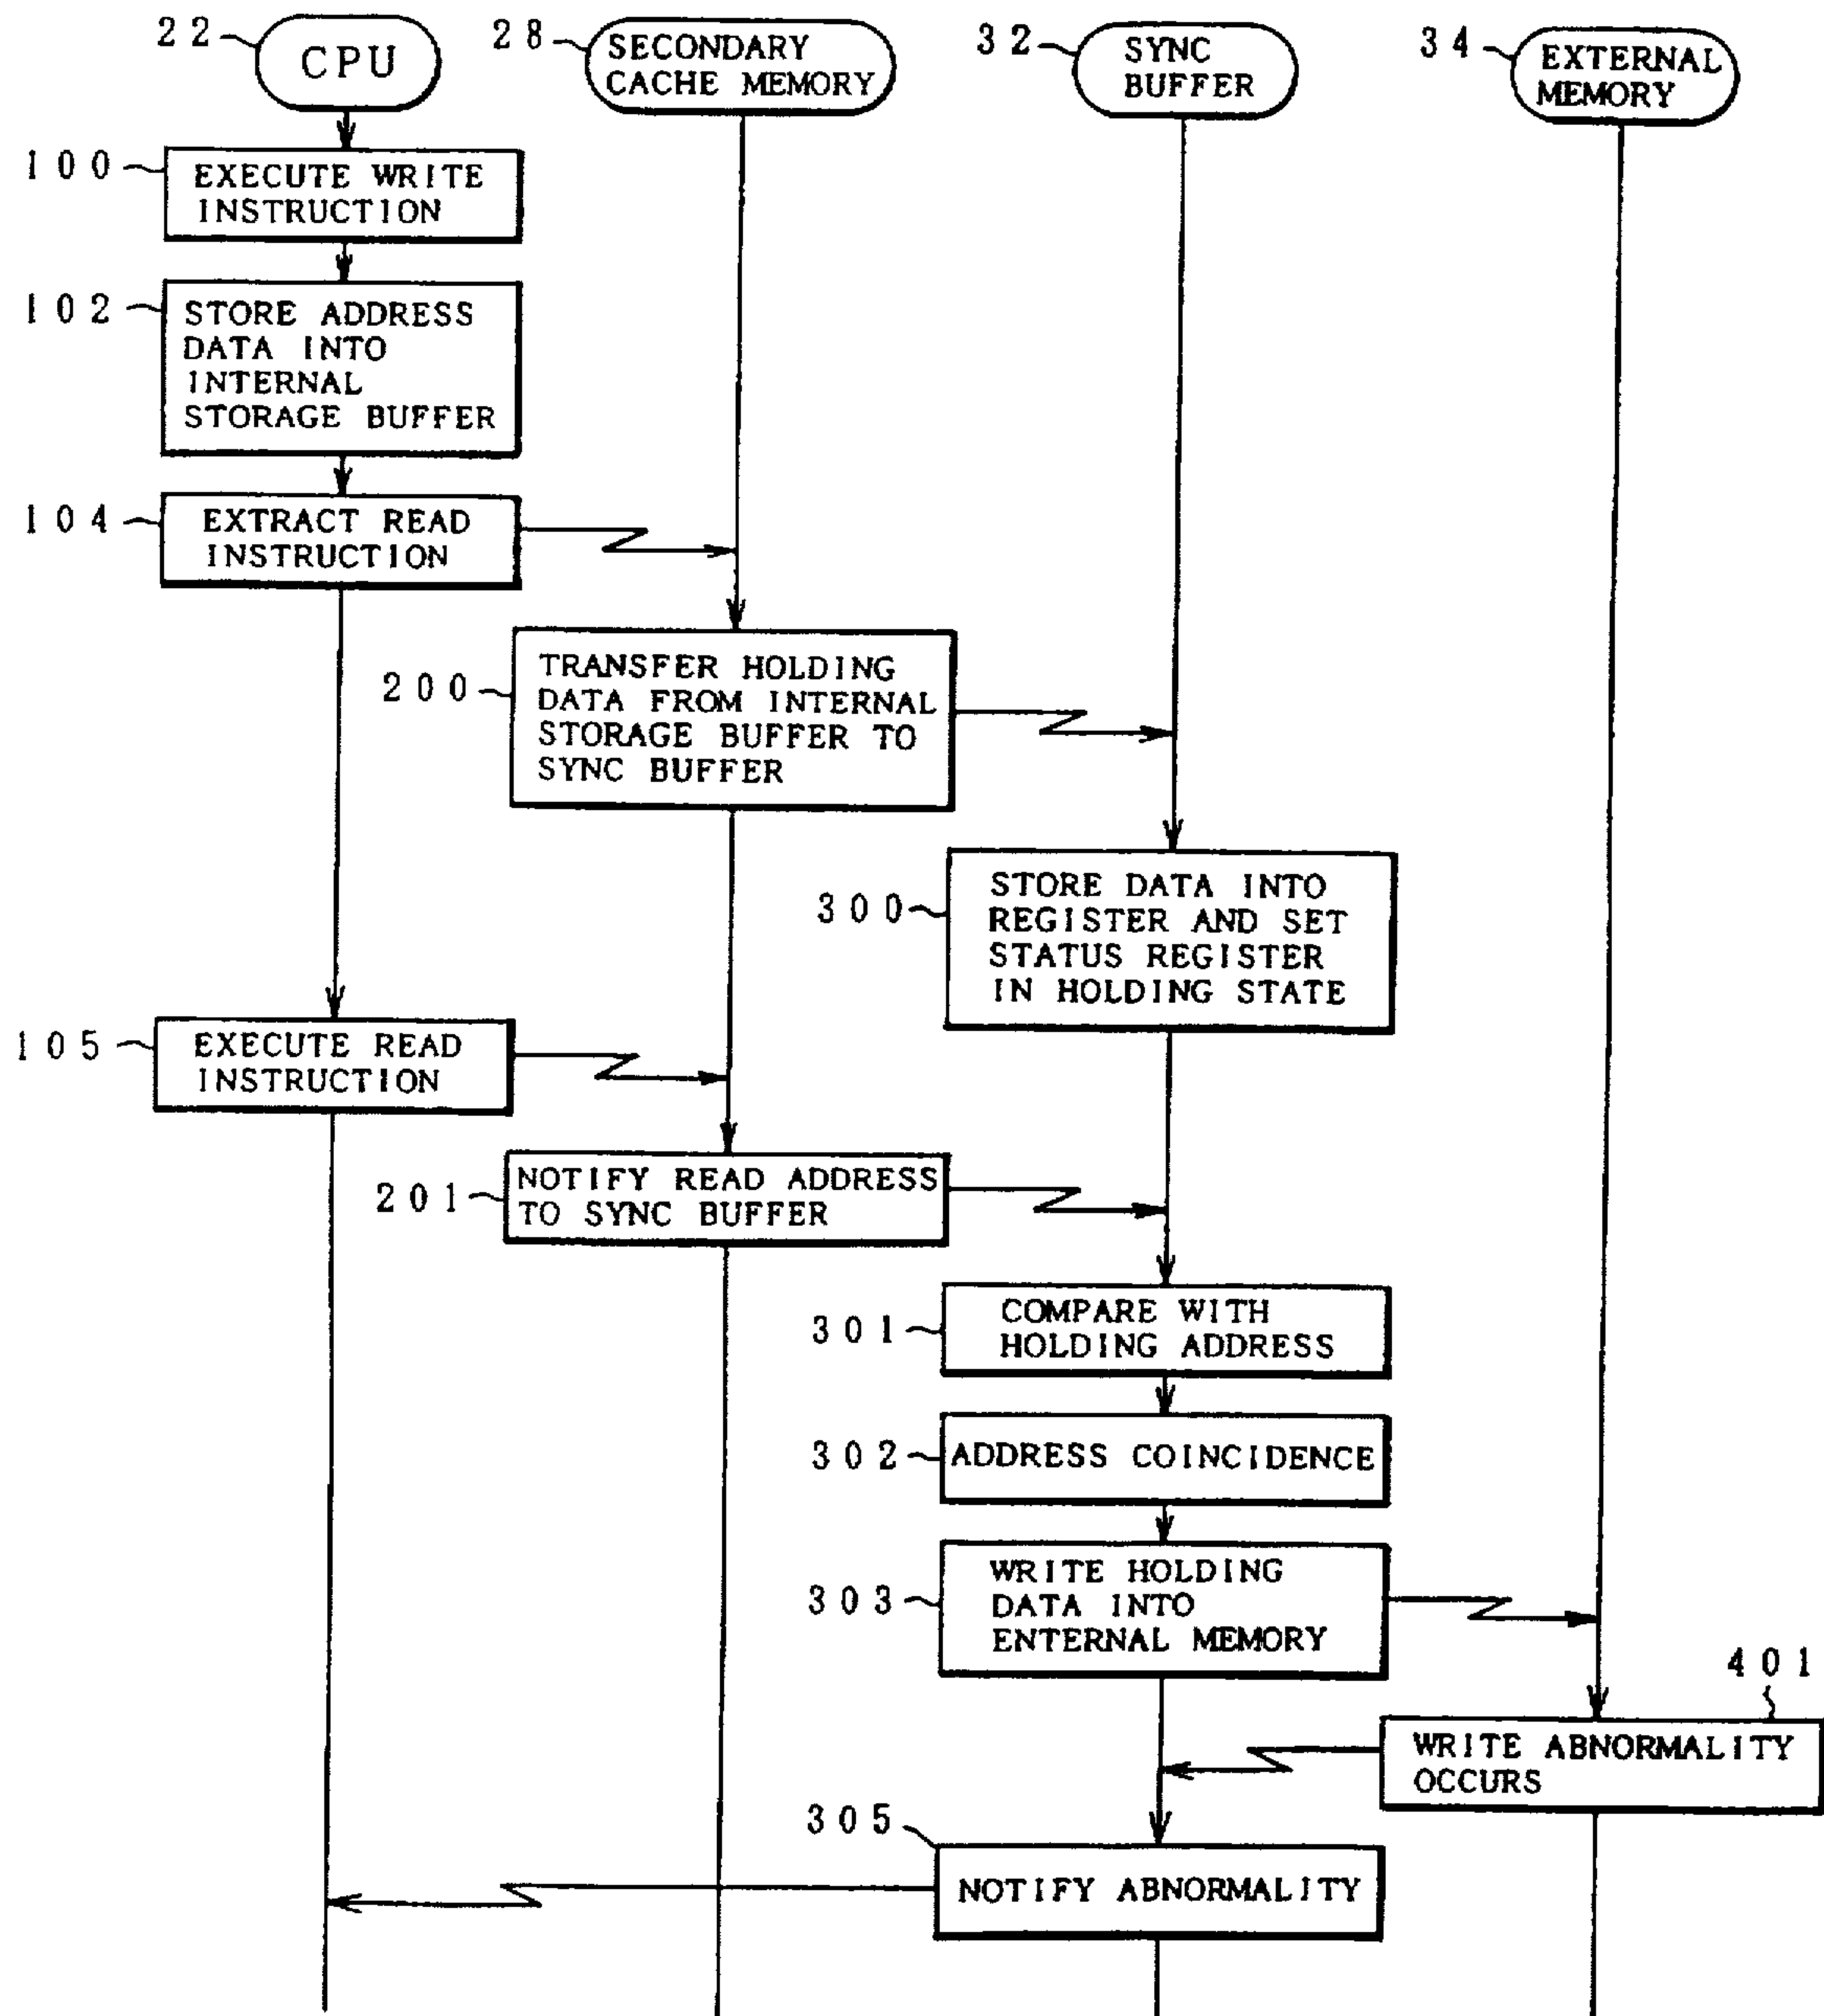 22
CPU
28
SECONDARY
CACHE MEMORY
32
SYNC
BUFFER
34
EXTERNAL
MEMORY
100
EXECUTE WRITE
INSTRUCTION
102
STORE ADDRESS
DATA INTO
INTERNAL
STORAGE BUFFER
104
EXTRACT READ
INSTRUCTION
200
TRANSFER HOLDING
DATA FROM INTERNAL
STORAGE BUFFER TO
SYNC BUFFER
300
STORE DATA INTO
REGISTER AND SET
STATUS REGISTER
IN HOLDING STATE
105
EXECUTE READ
INSTRUCTION
201
NOTIFY READ ADDRESS
TO SYNC BUFFER
301
COMPARE WITH
HOLDING ADDRESS
302
ADDRESS COINCIDENCE
303
WRITE HOLDING
DATA INTO
ENTERNAL MEMORY
401
WRITE ABNORMALITY
OCCURS
305
NOTIFY ABNORMALITY